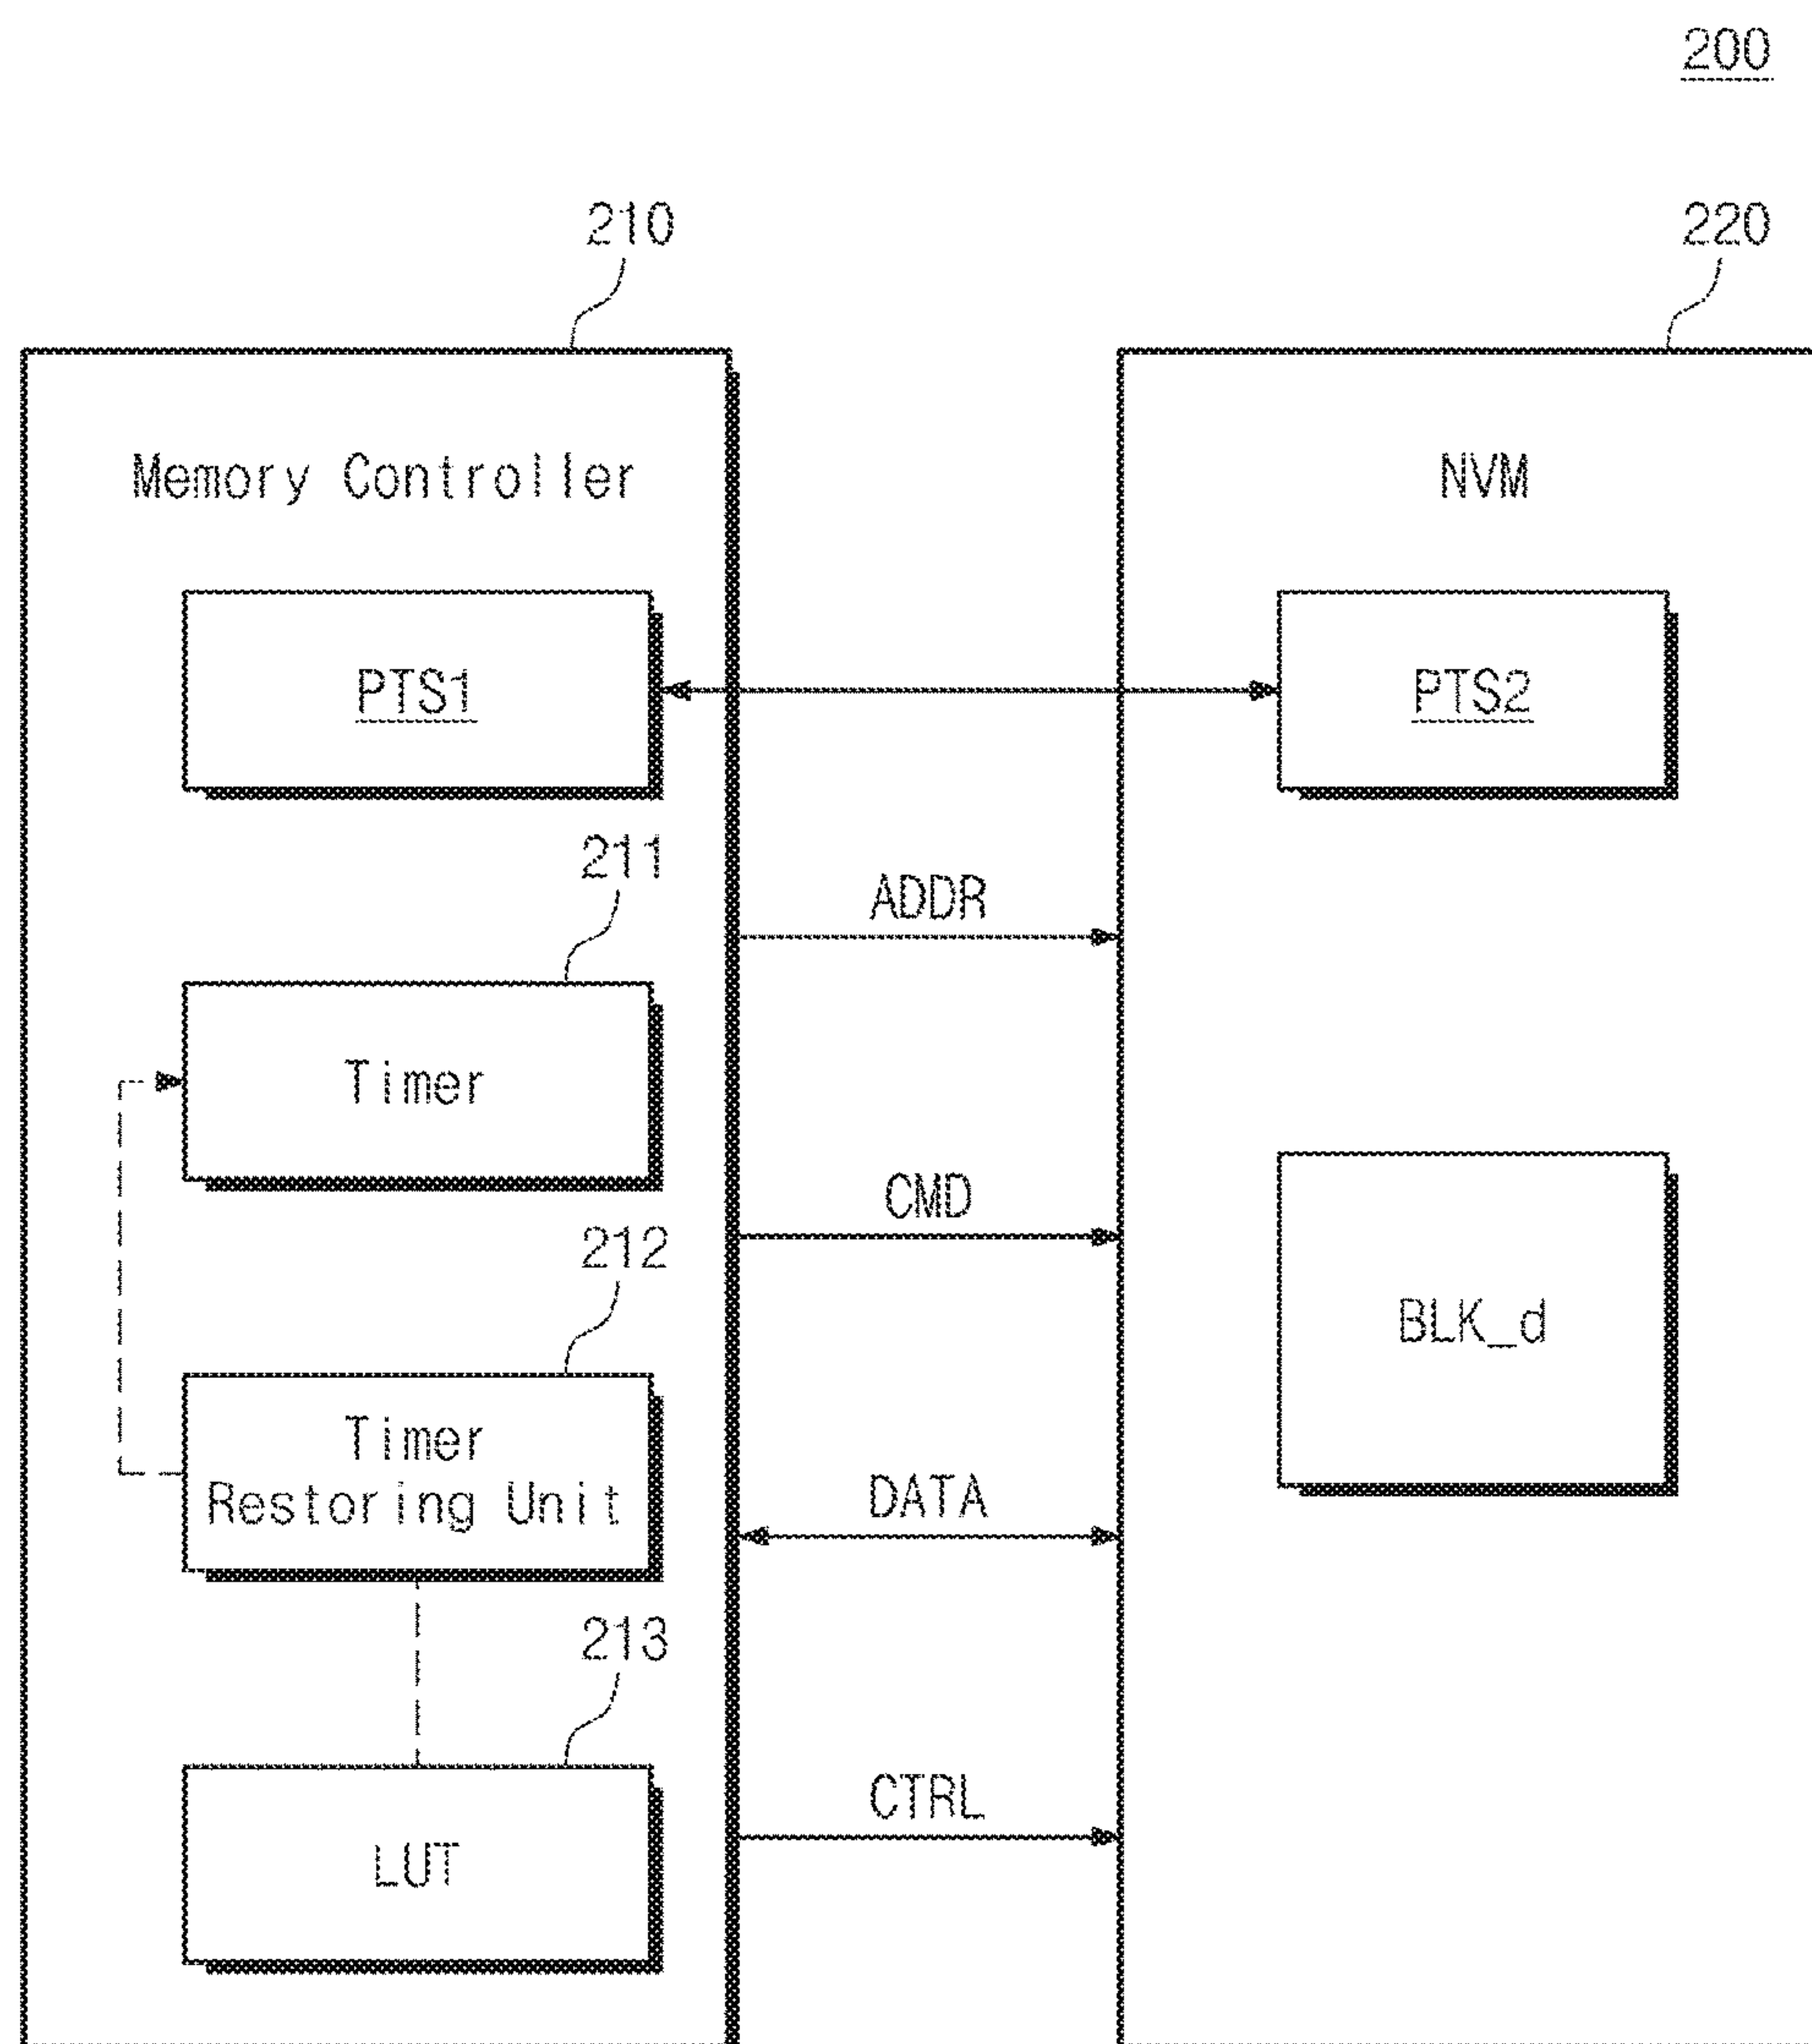 200
210
220
Memory Controller
NVM
PTS1
PTS2
211
ADDR
Timer
CMD
212
BLK_d
Timer
Restoring Unit
DATA
213
CTRL
LUT